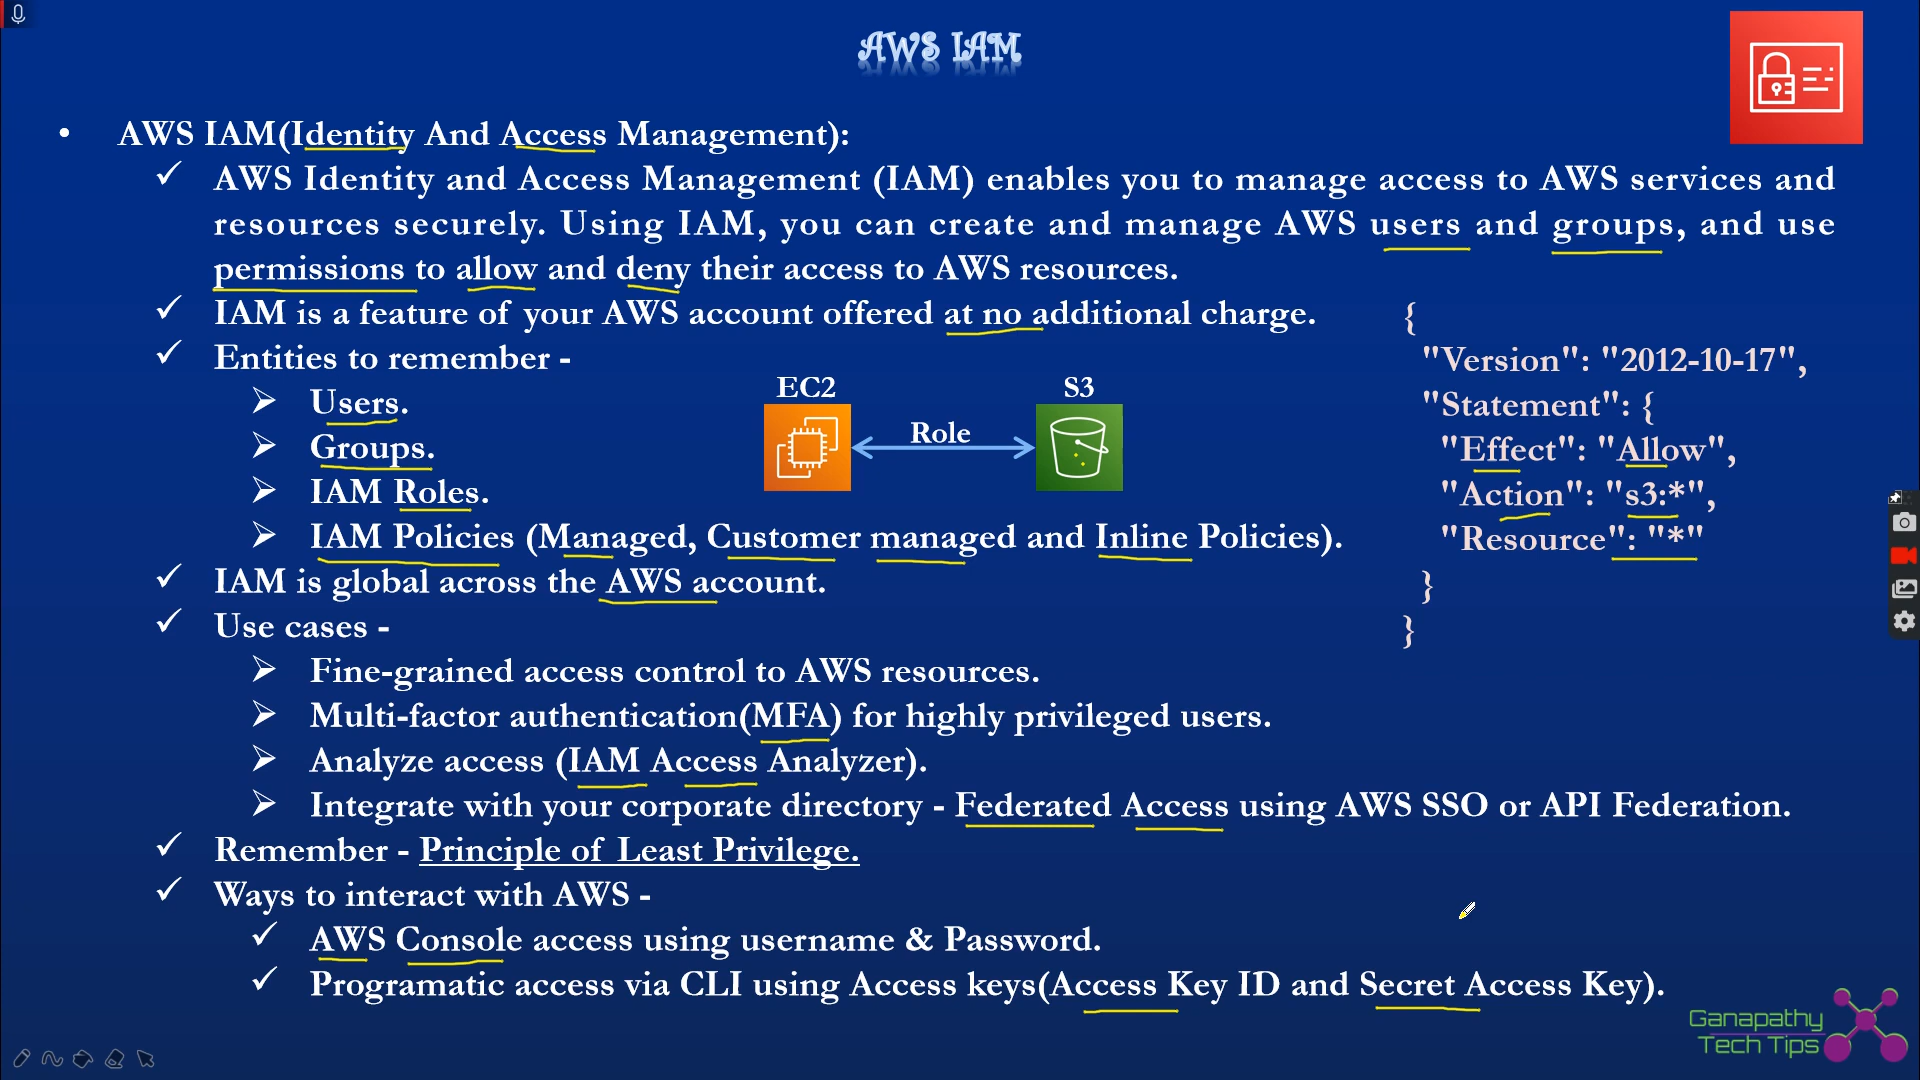 AWS IAM
• AWS IAM(Identity And Access Management):
✓ AWS Identity and Access Management (IAM) enables you to manage access to AWS services and
resources securely. Using IAM, you can create and manage AWS users and groups, and use
permissions to allow and deny their access to AWS resources.
✓ IAM is a feature of your AWS account offered at no additional charge.
✓ Entities to remember -
➢ Users.
➢ Groups.
➢ IAM Roles.
➢ IAM Policies (Managed, Customer managed and Inline Policies).
EC2
Role
S3
{
"Version": "2012-10-17",
"Statement": {
"Effect": "Allow",
"Action": "s3:*",
"Resource": "*"
}
}
✓ IAM is global across the AWS account.
✓ Use cases -
➢ Fine-grained access control to AWS resources.
➢ Multi-factor authentication(MFA) for highly privileged users.
➢ Analyze access (IAM Access Analyzer).
➢ Integrate with your corporate directory - Federated Access using AWS SSO or API Federation.
✓ Remember - Principle of Least Privilege.
✓ Ways to interact with AWS -
✓ AWS Console access using username & Password.
✓ Programatic access via CLI using Access keys(Access Key ID and Secret Access Key).
Ganapathy
Tech Tips